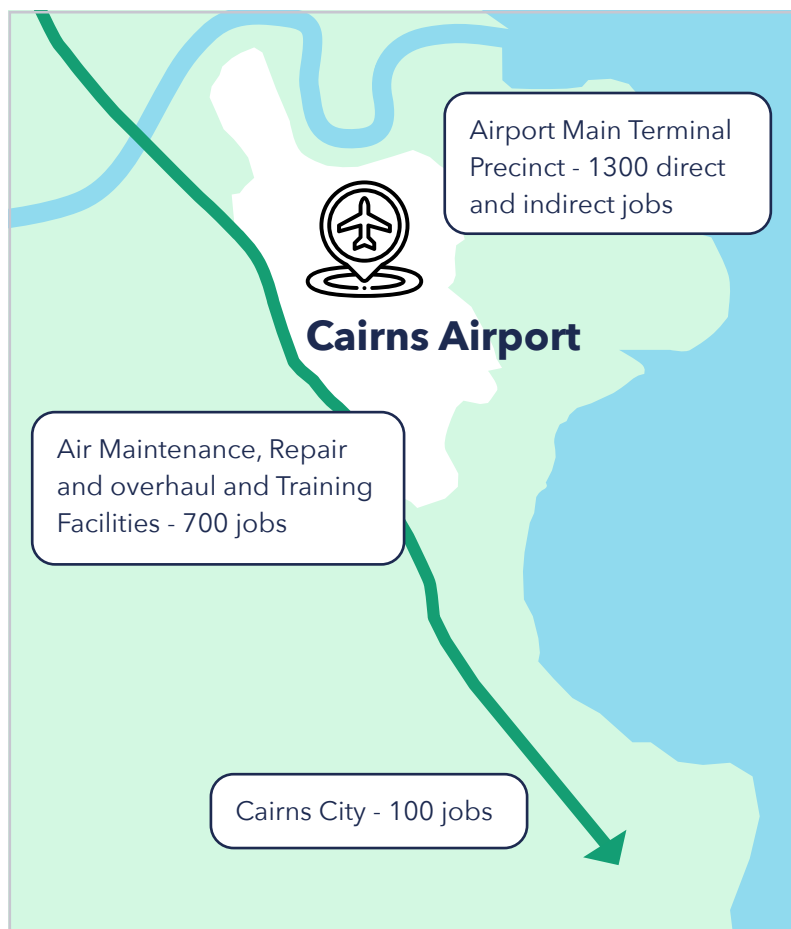 Airport Main Terminal
Precinct - 1300 direct
and indirect jobs
Cairns Airport
Air Maintenance, Repair
and overhaul and Training
Facilities - 700 jobs
Cairns City - 100 jobs